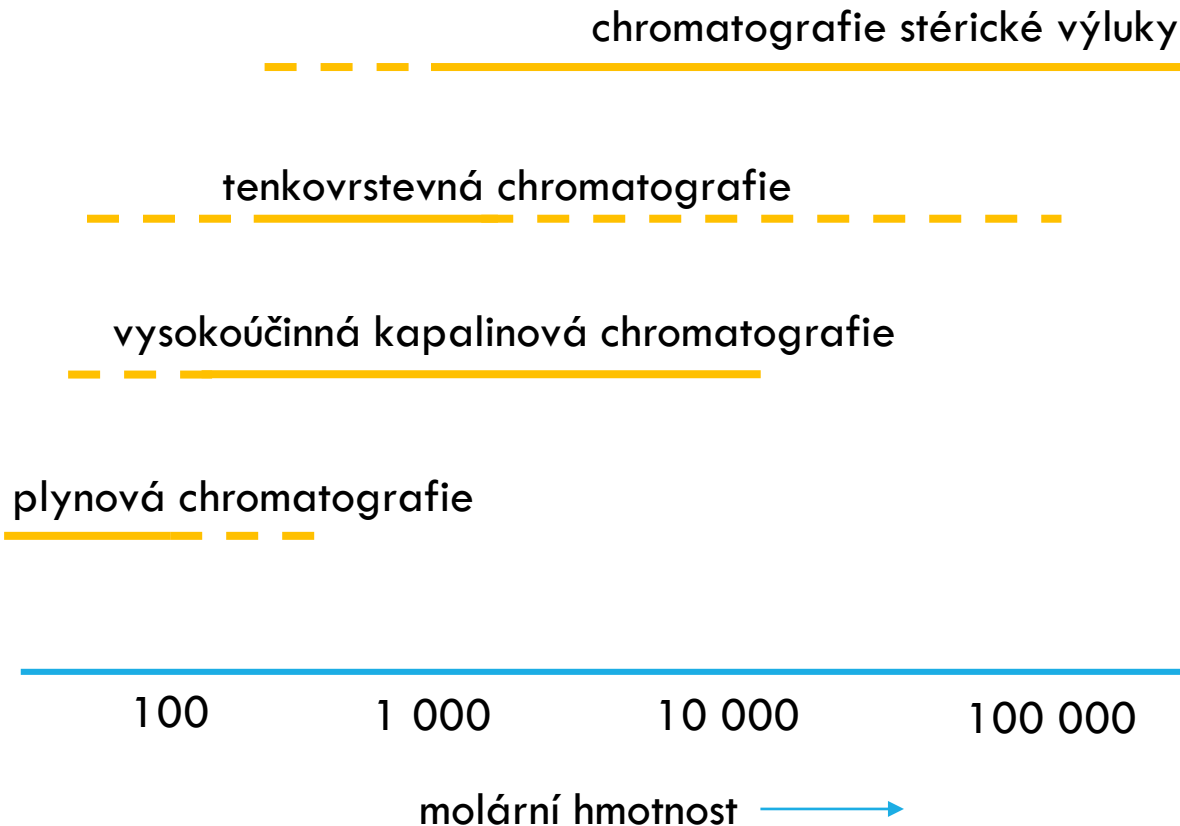 chromatografie stérické výluky
tenkovrstevná chromatografie
vysokoúčinná kapalinová chromatografie
plynová chromatografie
100 1 000 10 000 100 000
molární hmotnost